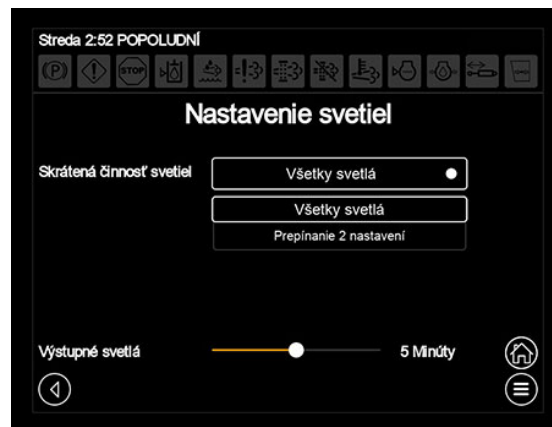 Streda 2:52 POPOLUDNÍ
(P) STOP
Nastavenie svetiel
Skrátená činnosť svetiel Všetky svetlá
Všetky svetlá
Prepínanie 2 nastavení
Výstupné svetlá 5 Minúty